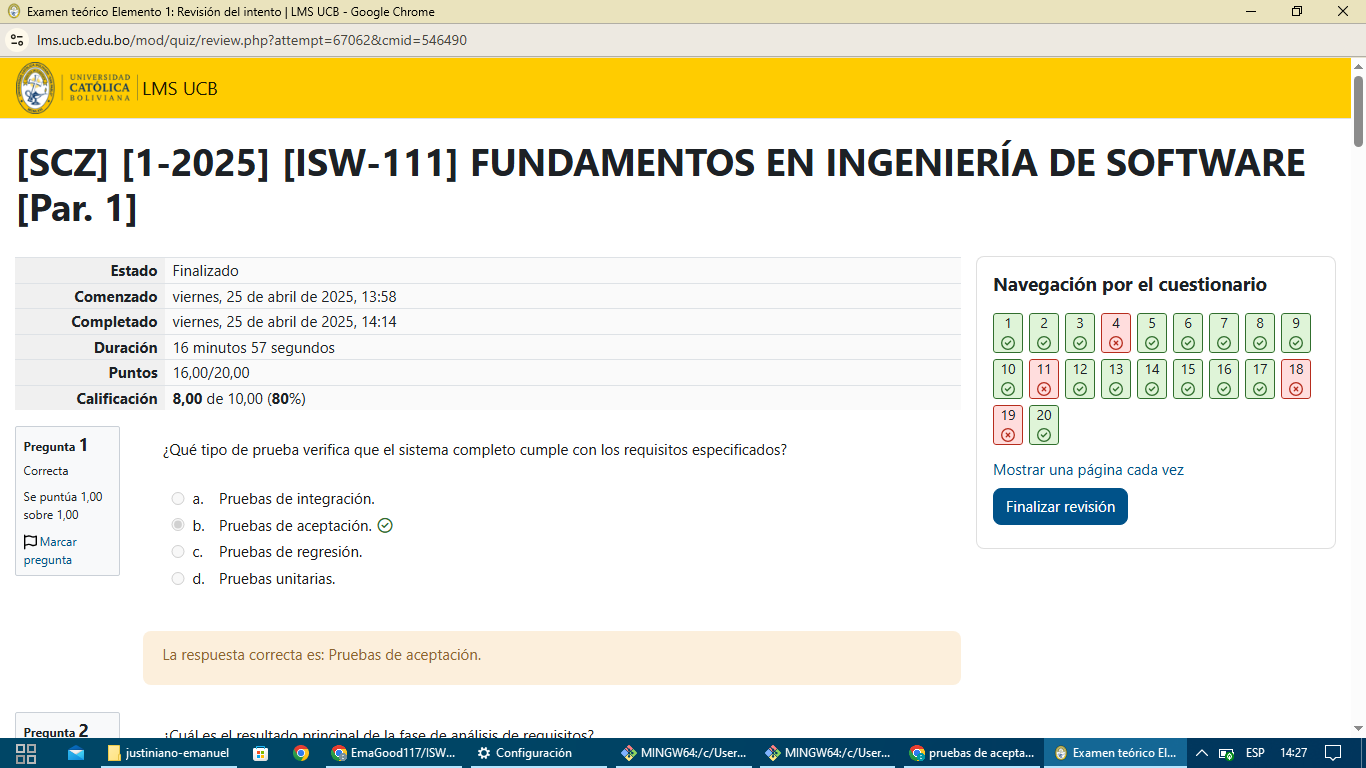 Examen teórico Elemento 1: Revisión del intento | LMS UCB - Google Chrome
lms.ucb.edu.bo/mod/quiz/review.php?attempt=67062&cmid=546490
UNIVERSIDAD
CATÓLICA
BOLIVIANA
LMS UCB
[SCZ] [1-2025] [ISW-111] FUNDAMENTOS EN INGENIERÍA DE SOFTWARE
[Par. 1]
Estado Finalizado
Comenzado viernes, 25 de abril de 2025, 13:58
Completado viernes, 25 de abril de 2025, 14:14
Duración 16 minutos 57 segundos
Puntos 16,00/20,00
Calificación 8,00 de 10,00 (80%)
Navegación por el cuestionario
1 2 3 4 5 6 7 8 9
10 11 12 13 14 15 16 17 18
19 20
Mostrar una página cada vez
Finalizar revisión
Pregunta 1
Correcta
Se puntúa 1,00
sobre 1,00
Marcar
pregunta
¿Qué tipo de prueba verifica que el sistema completo cumple con los requisitos especificados?
a. Pruebas de integración.
b. Pruebas de aceptación.
c. Pruebas de regresión.
d. Pruebas unitarias.
La respuesta correcta es: Pruebas de aceptación.
Pregunta 2
¿Cuál es el resultado principal de la fase de análisis de requisitos?
justiniano-emanuel
EmaGood117/ISW...
Configuración
MINGW64:/c/User...
MINGW64:/c/User...
pruebas de acepta...
Examen teórico El...
ESP
14:27